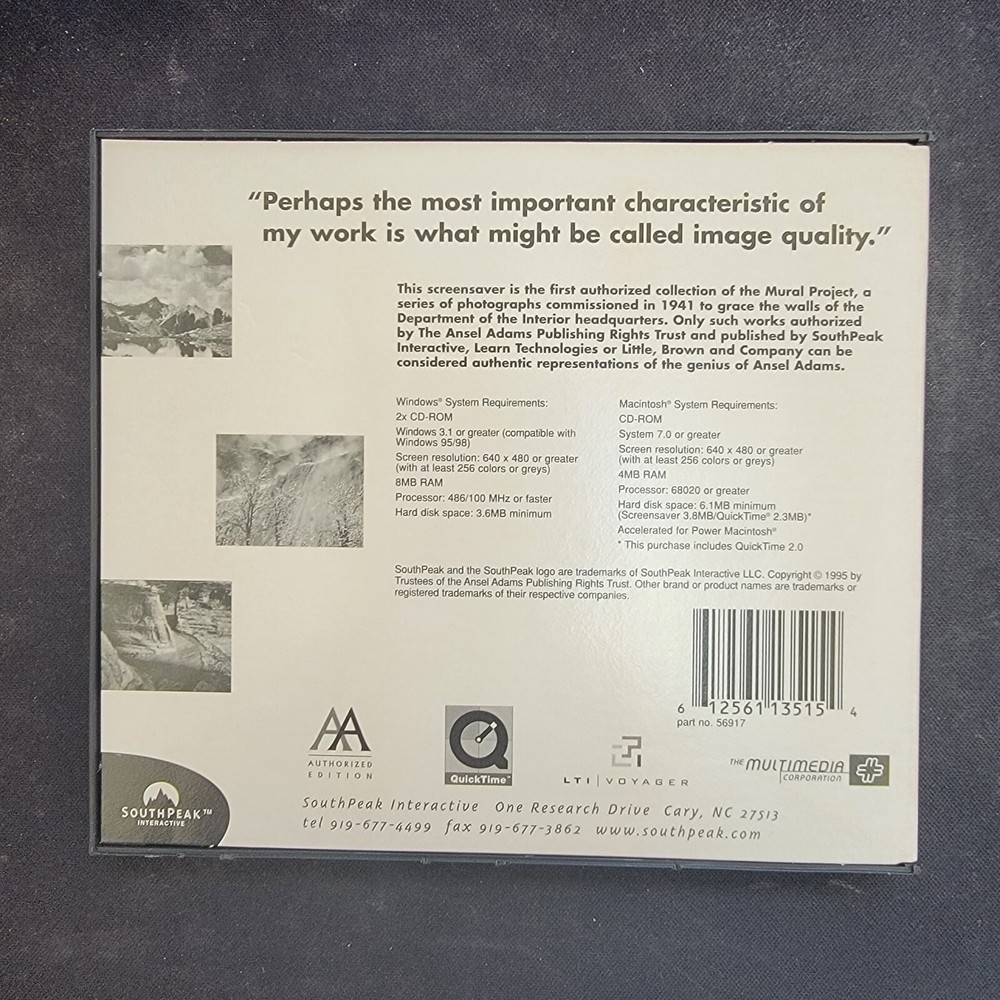 “Perhaps the most important characteristic of
my work is what might be called image quality.”
This screensaver is the first authorized collection of the Mural Project, a
series of photographs commissioned in 1941 to grace the walls of the
Department of the Interior headquarters. Only such works authorized
by The Ansel Adams Publishing Rights Trust and published by SouthPeak
Interactive, Learn Technologies or Little, Brown and Company can be
considered authentic representations of the genius of Ansel Adams.
Windows® System Requirements:
2x CD-ROM
Windows 3.1 or greater (compatible with
Windows 95/98)
Screen resolution: 640 x 480 or greater
(with at least 256 colors or greys)
8MB RAM
Processor: 486/100 MHz or faster
Hard disk space: 3.6MB minimum
Macintosh® System Requirements:
CD-ROM
System 7.0 or greater
Screen resolution: 640 x 480 or greater
(with at least 256 colors or greys)
4MB RAM
Processor: 68020 or greater
Hard disk space: 6.1MB minimum
(Screensaver 3.8MB/QuickTime® 2.3MB)*
Accelerated for Power Macintosh®
* This purchase includes QuickTime 2.0
SouthPeak and the SouthPeak logo are trademarks of SouthPeak Interactive LLC. Copyright © 1995 by
Trustees of the Ansel Adams Publishing Rights Trust. Other brand or product names are trademarks or
registered trademarks of their respective companies.
6 12561 13515 4
part no. 56917
AA
AUTHORIZED
EDITION
QuickTime™
LTI | VOYAGER
THE MULTIMEDIA
CORPORATION
SOUTHPEAK™
INTERACTIVE
SouthPeak Interactive One Research Drive Cary, NC 27513
tel 919-677-4499 fax 919-677-3862 www.southpeak.com